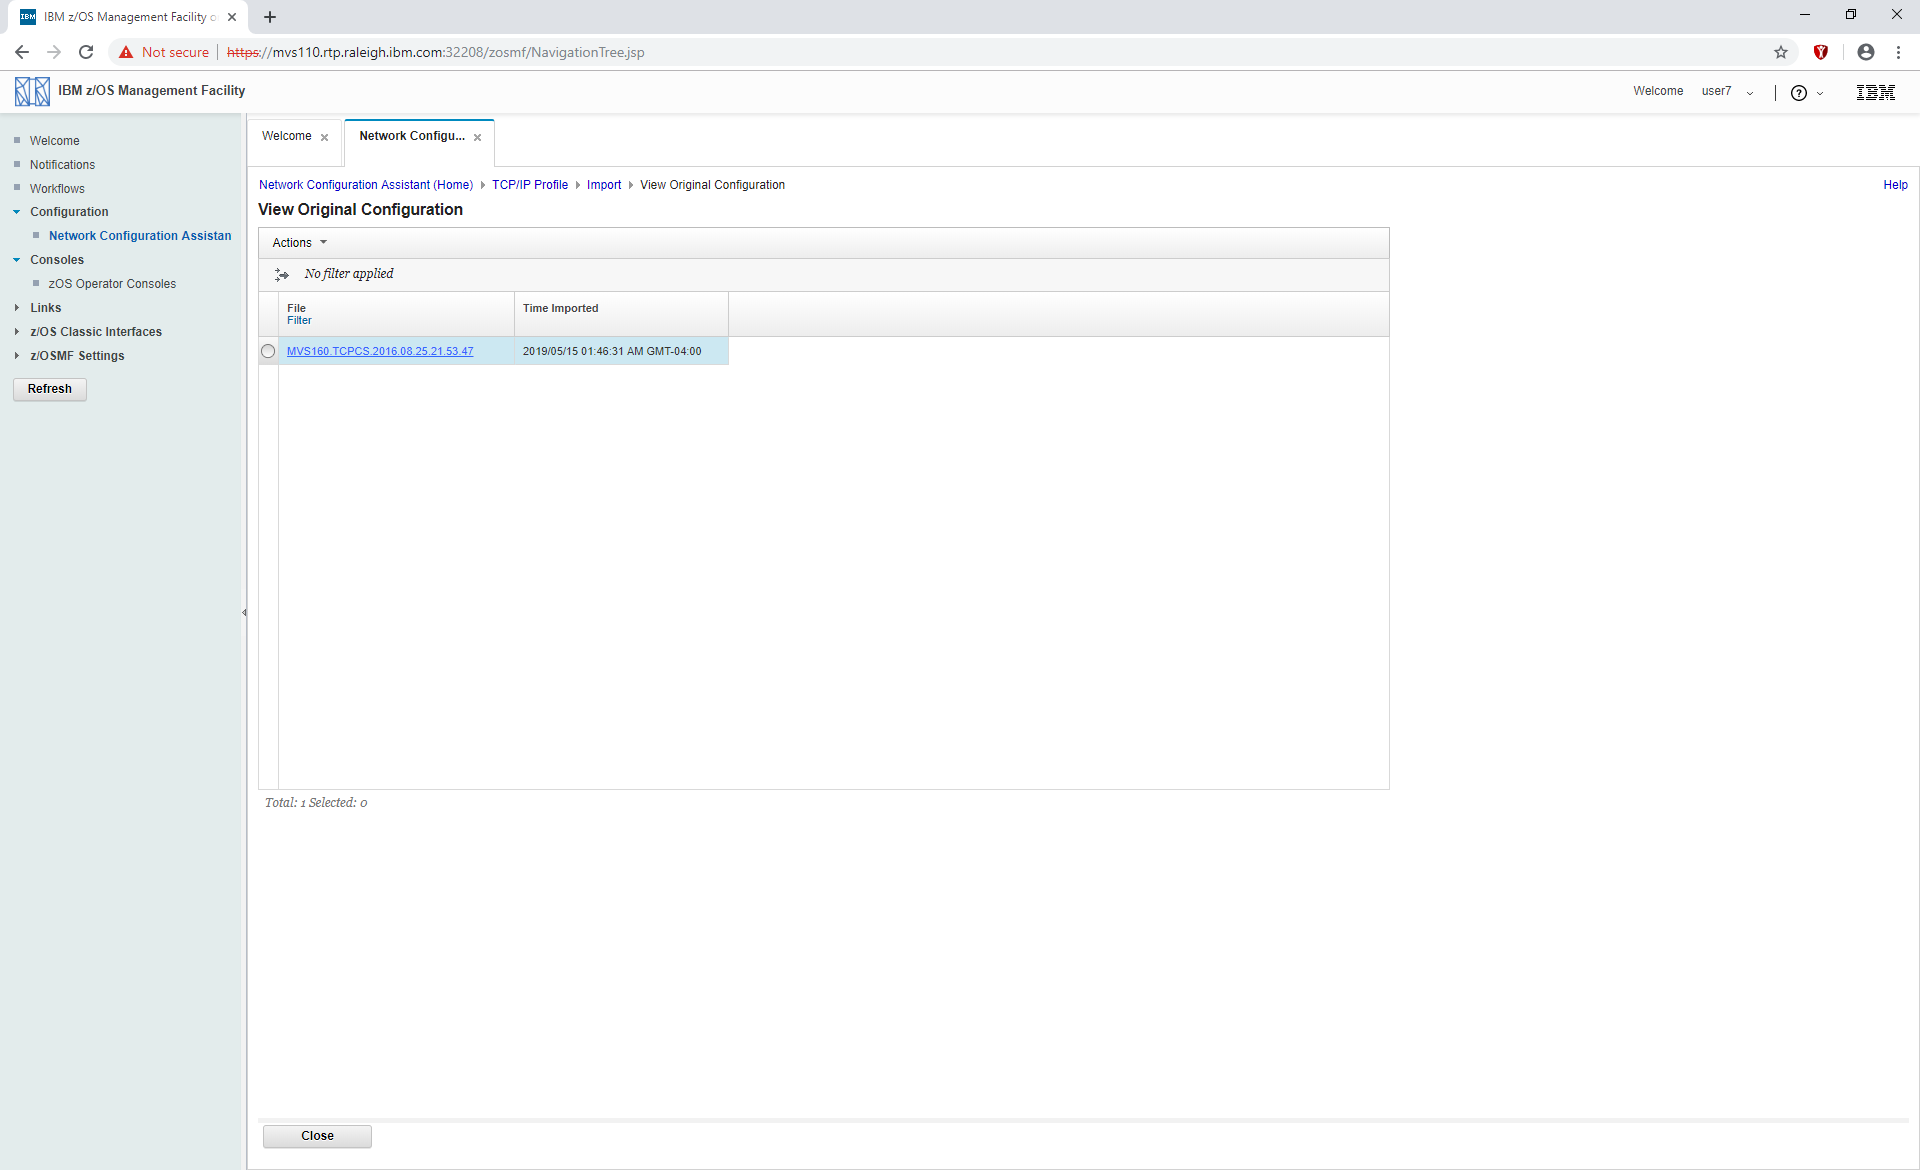 IBM z/OS Management Facility o
Not secure
https://mvs110.rtp.raleigh.ibm.com:32208/zosmf/NavigationTree.jsp
IBM z/OS Management Facility
Welcome user7
IBM
Welcome
Notifications
Workflows
Configuration
Network Configuration Assistan
Consoles
zOS Operator Consoles
Links
z/OS Classic Interfaces
z/OSMF Settings
Refresh
Welcome
Network Configu...
Network Configuration Assistant (Home) TCP/IP Profile Import View Original Configuration
Help
View Original Configuration
Actions
No filter applied
File
Time Imported
Filter
MVS160.TCPCS.2016.08.25.21.53.47
2019/05/15 01:46:31 AM GMT-04:00
Total: 1 Selected: 0
Close